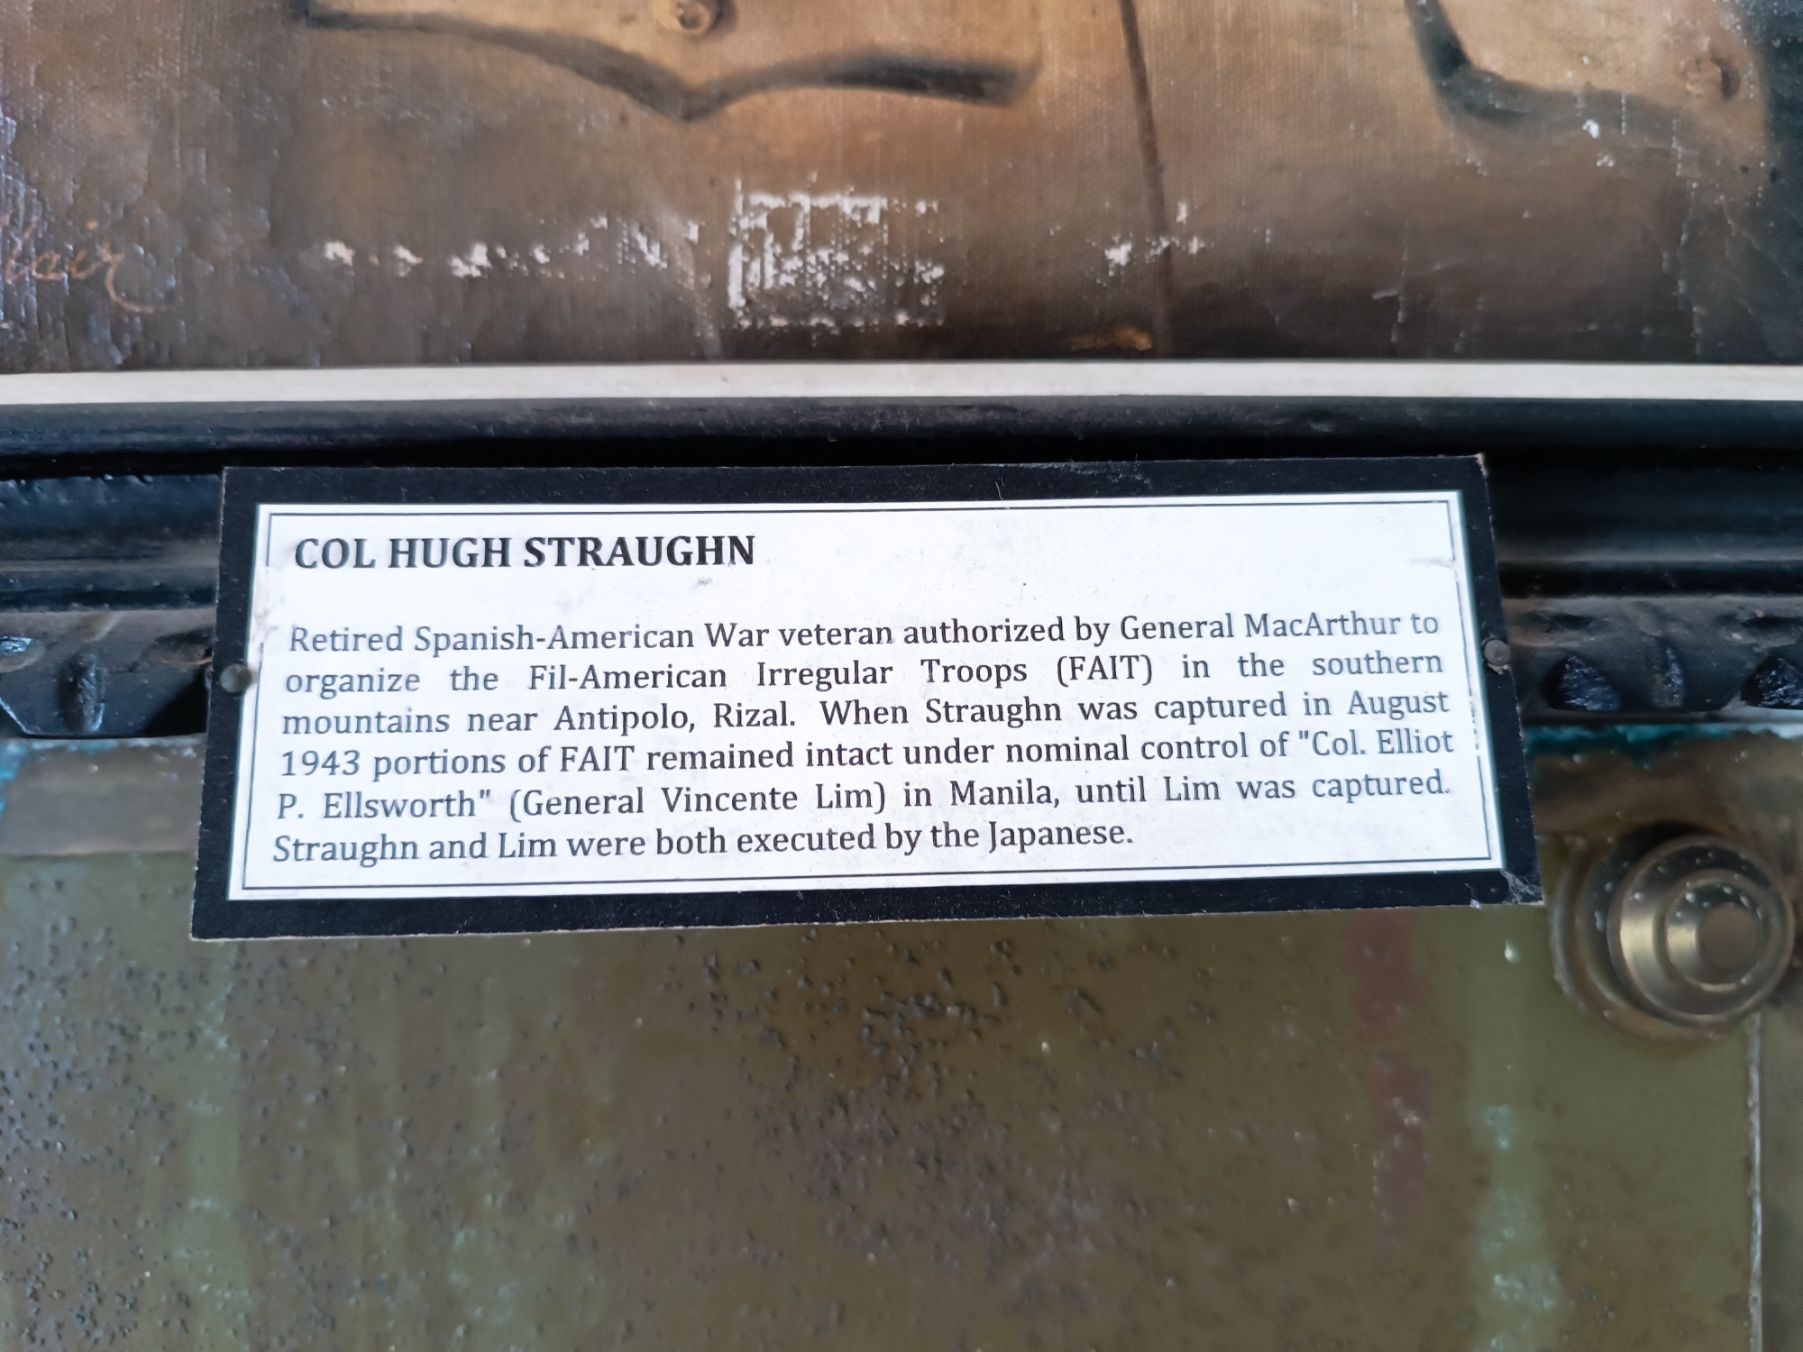 COL HUGH STRAUGHN
Retired Spanish-American War veteran authorized by General MacArthur to
organize the Fil-American Irregular Troops (FAIT) in the southern
mountains near Antipolo, Rizal. When Straughn was captured in August
1943 portions of FAIT remained intact under nominal control of "Col. Elliot
P. Ellsworth" (General Vincente Lim) in Manila, until Lim was captured.
Straughn and Lim were both executed by the Japanese.